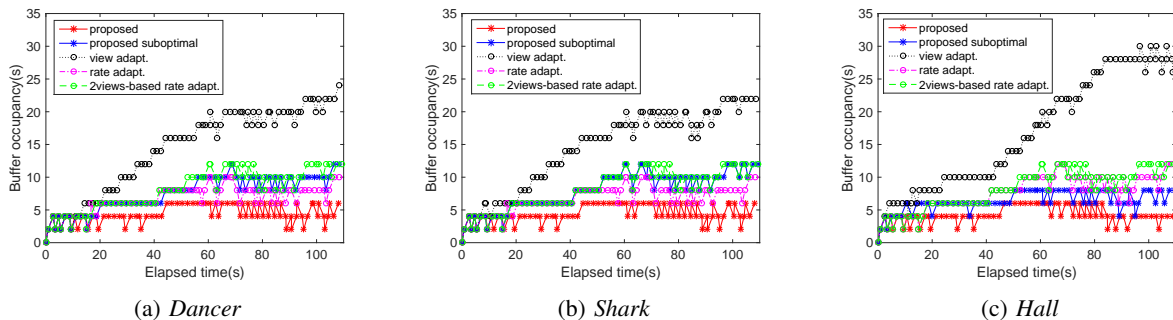 35
30
25
20
15
10
5
0
Buffer occupancy(s)
proposed
proposed suboptimal
view adapt.
rate adapt.
2views-based rate adapt.
0 20 40 60 80 100
Elapsed time(s)
(a) Dancer
35
30
25
20
15
10
5
0
Buffer occupancy(s)
proposed
proposed suboptimal
view adapt.
rate adapt.
2views-based rate adapt.
0 20 40 60 80 100
Elapsed time(s)
(b) Shark
35
30
25
20
15
10
5
0
Buffer occupancy(s)
proposed
proposed suboptimal
view adapt.
rate adapt.
2views-based rate adapt.
0 20 40 60 80 100
Elapsed time(s)
(c) Hall